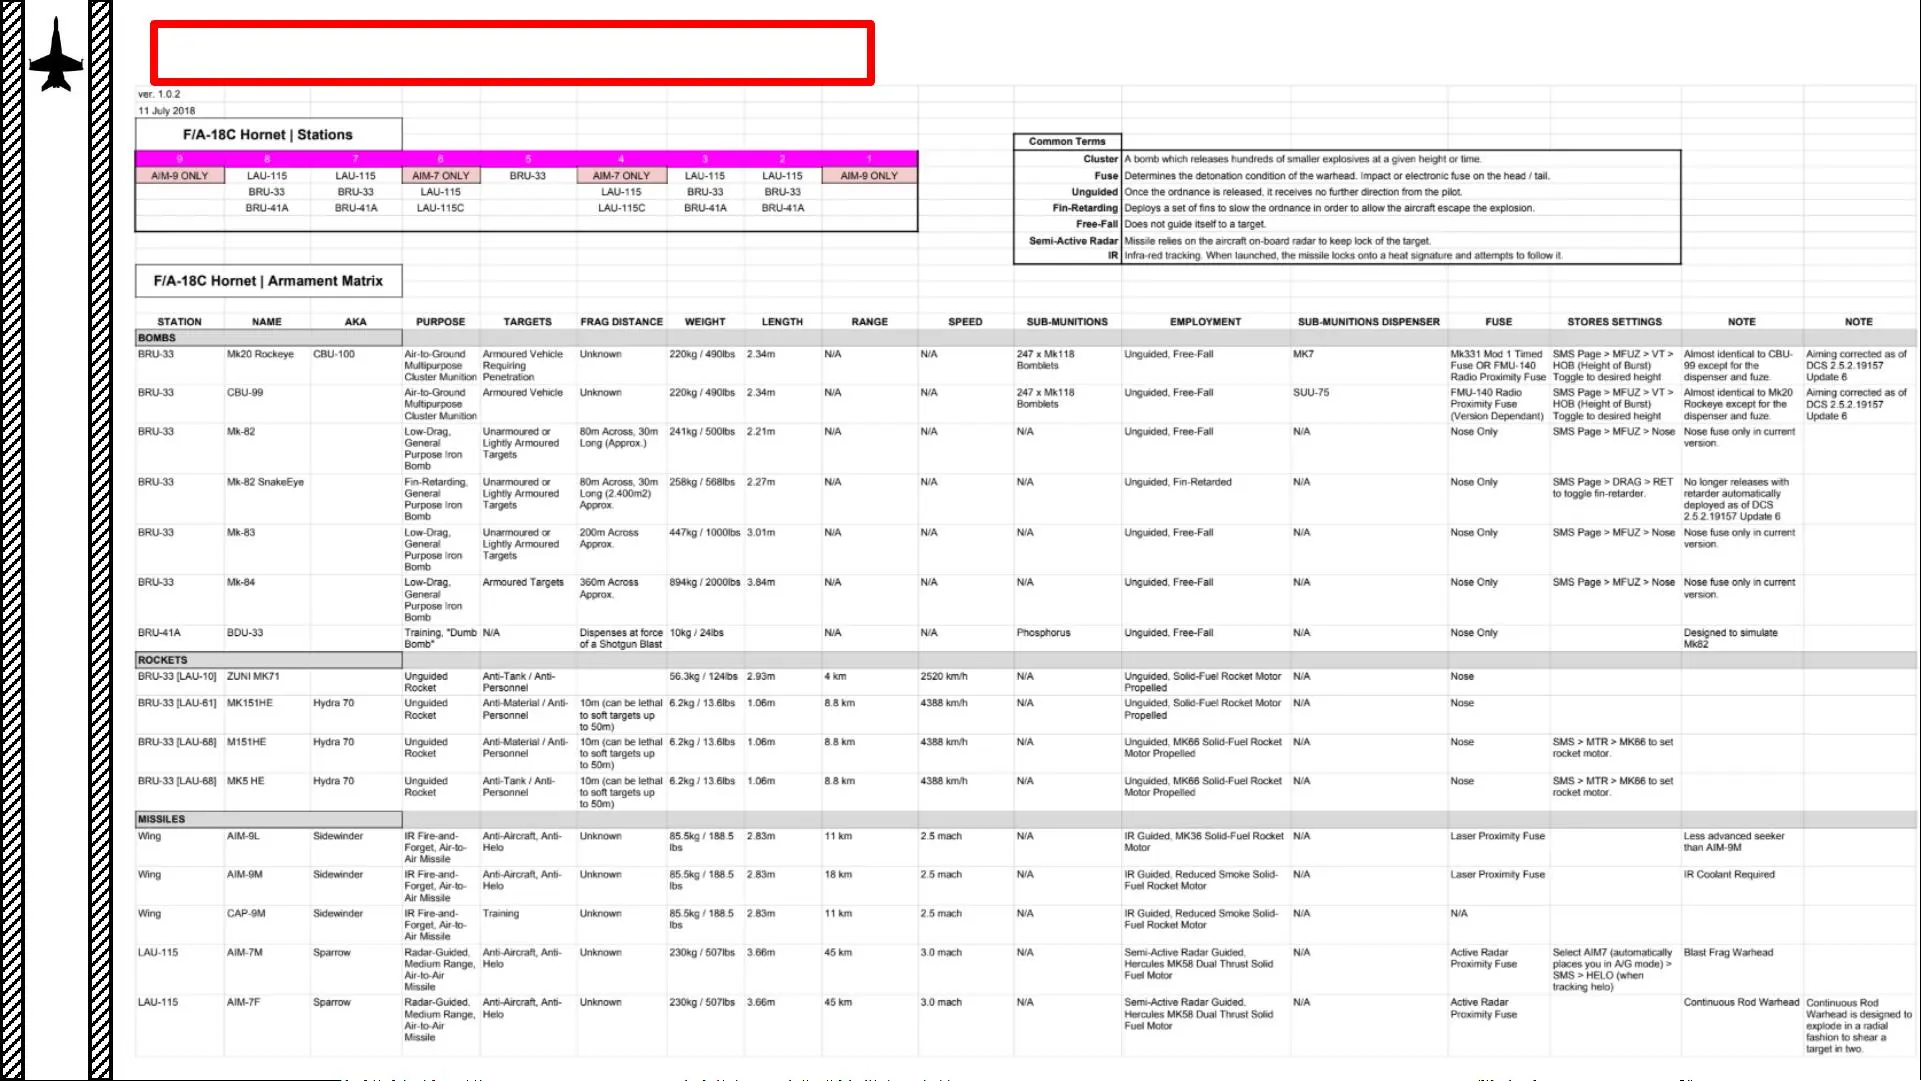 ver. 1.0.2
11 July 2018
F/A-18C Hornet | Stations
9 8 7 6 5 4 3 2 1
AIM-9 ONLY LAU-115 LAU-115 AIM-7 ONLY BRU-33 AIM-7 ONLY LAU-115 LAU-115 AIM-9 ONLY
BRU-33 BRU-33 LAU-115 LAU-115 BRU-33 BRU-33
BRU-41A BRU-41A LAU-115C LAU-115C BRU-41A BRU-41A
Common Terms
Cluster A bomb which releases hundreds of smaller explosives at a given height or time.
Fuse Determines the detonation condition of the warhead. Impact or electronic fuse on the head / tail.
Unguided Once the ordnance is released, it receives no further direction from the pilot.
Fin-Retarding Deploys a set of fins to slow the ordnance in order to allow the aircraft escape the explosion.
Free-Fall Does not guide itself to a target.
Semi-Active Radar Missile relies on the aircraft on-board radar to keep lock of the target.
IR Infra-red tracking. When launched, the missile locks onto a heat signature and attempts to follow it.
F/A-18C Hornet | Armament Matrix
STATION NAME AKA PURPOSE TARGETS FRAG DISTANCE WEIGHT LENGTH RANGE SPEED SUB-MUNITIONS EMPLOYMENT SUB-MUNITIONS DISPENSER FUSE STORES SETTINGS NOTE NOTE
BOMBS
BRU-33 Mk20 Rockeye CBU-100 Air-to-Ground Armoured Vehicle Unknown 220kg / 490lbs 2.34m N/A N/A 247 x Mk118 Unguided, Free-Fall MK7 Mk331 Mod 1 Timed SMS Page > MFUZ > VT > Almost identical to CBU- Aiming corrected as of
Multipurpose Requiring Bomblets Fuse OR FMU-140 HOB (Height of Burst) 99 except for the DCS 2.5.2.19157
Cluster Munition Penetration Radio Proximity Fuse Toggle to desired height dispenser and fuze. Update 6
BRU-33 CBU-99 Air-to-Ground Armoured Vehicle Unknown 220kg / 490lbs 2.34m N/A N/A 247 x Mk118 Unguided, Free-Fall SUU-75 FMU-140 Radio SMS Page > MFUZ > VT > Almost identical to Mk20 Aiming corrected as of
Multipurpose Bomblets Proximity Fuse HOB (Height of Burst) Rockeye except for the DCS 2.5.2.19157
Cluster Munition (Version Dependant) Toggle to desired height dispenser and fuze. Update 6
BRU-33 Mk-82 Low-Drag, Unarmoured or 80m Across, 30m 241kg / 500lbs 2.21m N/A N/A N/A Unguided, Free-Fall N/A Nose Only SMS Page > MFUZ > Nose Nose fuse only in current
General Lightly Armoured Long (Approx.) version.
Purpose Iron Targets
Bomb
BRU-33 Mk-82 SnakeEye Fin-Retarding, Unarmoured or 80m Across, 30m 258kg / 568lbs 2.27m N/A N/A N/A Unguided, Fin-Retarded N/A Nose Only SMS Page > DRAG > RET No longer releases with
General Lightly Armoured Long (2.400m2) to toggle fin-retarder. retarder automatically
Purpose Iron Targets Approx. deployed as of DCS
Bomb 2.5.2.19157 Update 6
BRU-33 Mk-83 Low-Drag, Unarmoured or 200m Across 447kg / 1000lbs 3.01m N/A N/A N/A Unguided, Free-Fall N/A Nose Only SMS Page > MFUZ > Nose Nose fuse only in current
General Lightly Armoured Approx. version.
Purpose Iron Targets
Bomb
BRU-33 Mk-84 Low-Drag, Armoured Targets 360m Across 894kg / 2000lbs 3.84m N/A N/A N/A Unguided, Free-Fall N/A Nose Only SMS Page > MFUZ > Nose Nose fuse only in current
General Approx. version.
Purpose Iron
Bomb
BRU-41A BDU-33 Training, "Dumb N/A Dispenses at force 10kg / 24lbs N/A N/A Phosphorus Unguided, Free-Fall N/A Nose Only Designed to simulate
Bomb" of a Shotgun Blast Mk82
ROCKETS
BRU-33 [LAU-10] ZUNI MK71 Unguided Anti-Tank / Anti- 56.3kg / 124lbs 2.93m 4 km 2520 km/h N/A Unguided, Solid-Fuel Rocket Motor N/A Nose
Rocket Personnel Propelled
BRU-33 [LAU-61] MK151HE Hydra 70 Unguided Anti-Material / Anti- 10m (can be lethal 6.2kg / 13.6lbs 1.06m 8.8 km 4388 km/h N/A Unguided, Solid-Fuel Rocket Motor N/A Nose
Rocket Personnel to soft targets up Propelled
to 50m)
BRU-33 [LAU-68] M151HE Hydra 70 Unguided Anti-Material / Anti- 10m (can be lethal 6.2kg / 13.6lbs 1.06m 8.8 km 4388 km/h N/A Unguided, MK66 Solid-Fuel Rocket N/A Nose SMS > MTR > MK66 to set
Rocket Personnel to soft targets up Motor Propelled rocket motor.
to 50m)
BRU-33 [LAU-68] MK5 HE Hydra 70 Unguided Anti-Tank / Anti- 10m (can be lethal 6.2kg / 13.6lbs 1.06m 8.8 km 4388 km/h N/A Unguided, MK66 Solid-Fuel Rocket N/A Nose SMS > MTR > MK66 to set
Rocket Personnel to soft targets up Motor Propelled rocket motor.
to 50m)
MISSILES
Wing AIM-9L Sidewinder IR Fire-and- Anti-Aircraft, Anti- Unknown 85.5kg / 188.5 2.83m 11 km 2.5 mach N/A IR Guided, MK36 Solid-Fuel Rocket N/A Laser Proximity Fuse Less advanced seeker
Forget, Air-to- Helo lbs Motor than AIM-9M
Air Missile
Wing AIM-9M Sidewinder IR Fire-and- Anti-Aircraft, Anti- Unknown 85.5kg / 188.5 2.83m 18 km 2.5 mach N/A IR Guided, Reduced Smoke Solid- N/A Laser Proximity Fuse IR Coolant Required
Forget, Air-to- Helo lbs Fuel Rocket Motor
Air Missile
Wing CAP-9M Sidewinder IR Fire-and- Training Unknown 85.5kg / 188.5 2.83m 11 km 2.5 mach N/A IR Guided, Reduced Smoke Solid- N/A N/A
Forget, Air-to- lbs Fuel Rocket Motor
Air Missile
LAU-115 AIM-7M Sparrow Radar-Guided, Anti-Aircraft, Anti- Unknown 230kg / 507lbs 3.66m 45 km 3.0 mach N/A Semi-Active Radar Guided, N/A Active Radar Select AIM7 (automatically Blast Frag Warhead
Medium Range, Helo Hercules MK58 Dual Thrust Solid Proximity Fuse places you in A/G mode) >
Air-to-Air Fuel Motor SMS > HELO (when
Missile tracking helo)
LAU-115 AIM-7F Sparrow Radar-Guided, Anti-Aircraft, Anti- Unknown 230kg / 507lbs 3.66m 45 km 3.0 mach N/A Semi-Active Radar Guided, N/A Active Radar Continuous Rod Warhead Continuous Rod
Medium Range, Helo Hercules MK58 Dual Thrust Solid Proximity Fuse Warhead is designed to
Air-to-Air Fuel Motor explode in a radial
Missile fashion to shear a
target in two.